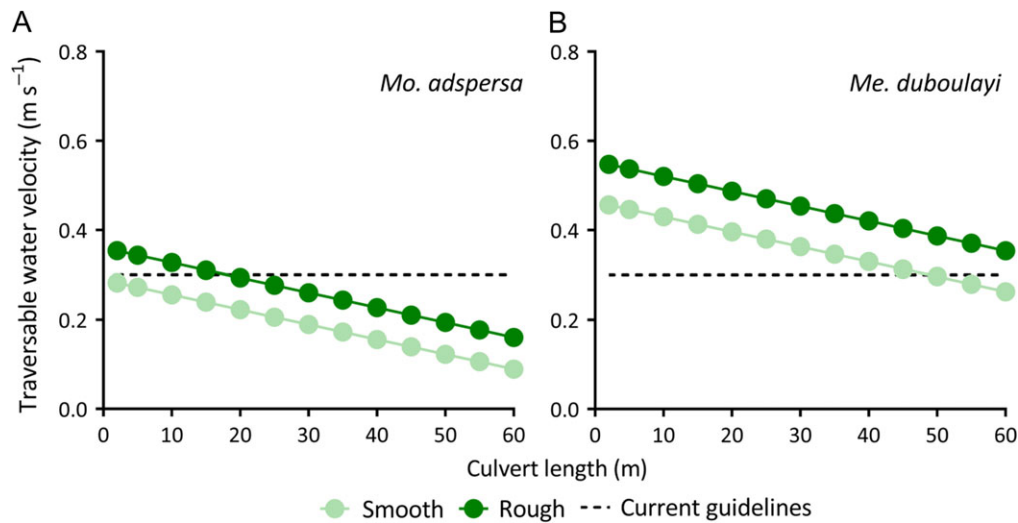 A
B
Mo. adspersa
Me. duboulayi
Traversable water velocity (m s⁻¹)
0.8
0.6
0.4
0.2
0.0
0 10 20 30 40 50 60
0.8
0.6
0.4
0.2
0.0
0 10 20 30 40 50 60
Culvert length (m)
Smooth Rough Current guidelines